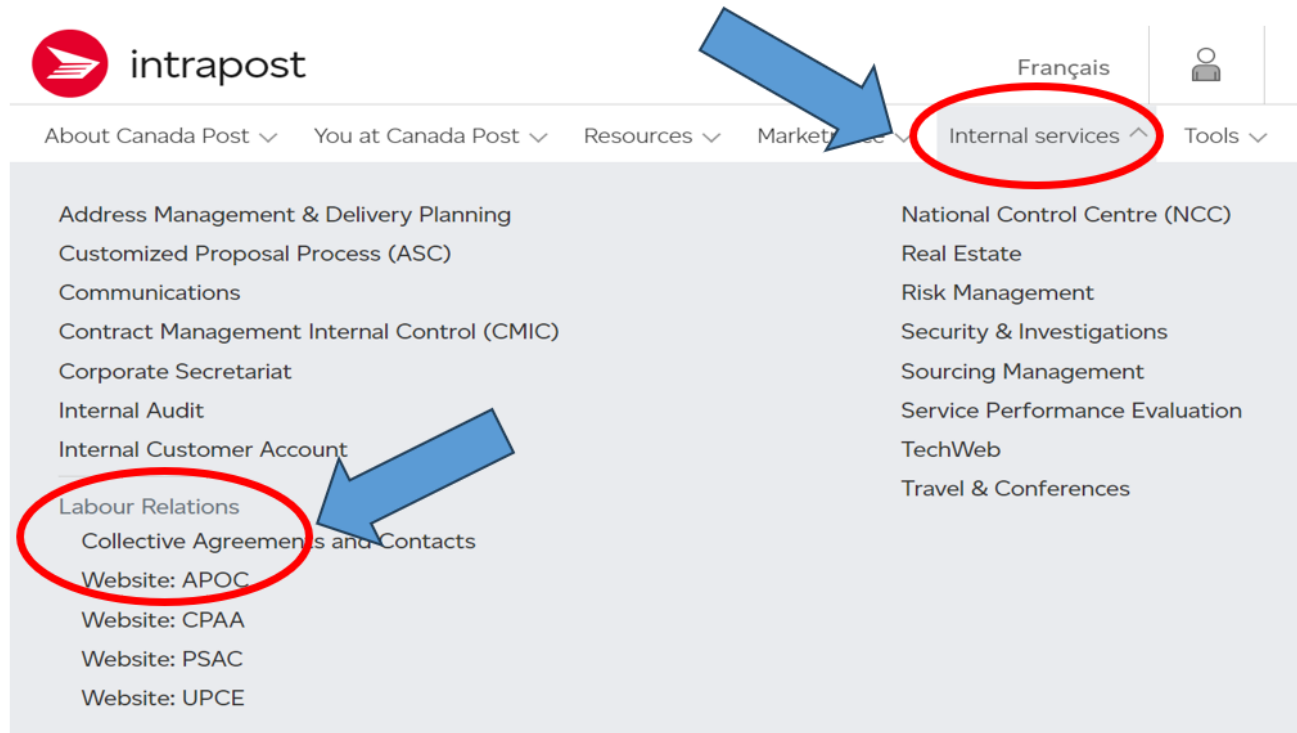 intrapost
Français
About Canada Post You at Canada Post Resources Marketplace Internal services Tools
Address Management & Delivery Planning
Customized Proposal Process (ASC)
Communications
Contract Management Internal Control (CMIC)
Corporate Secretariat
Internal Audit
Internal Customer Account
Labour Relations
Collective Agreements and Contacts
Website: APOC
Website: CPAA
Website: PSAC
Website: UPCE
National Control Centre (NCC)
Real Estate
Risk Management
Security & Investigations
Sourcing Management
Service Performance Evaluation
TechWeb
Travel & Conferences